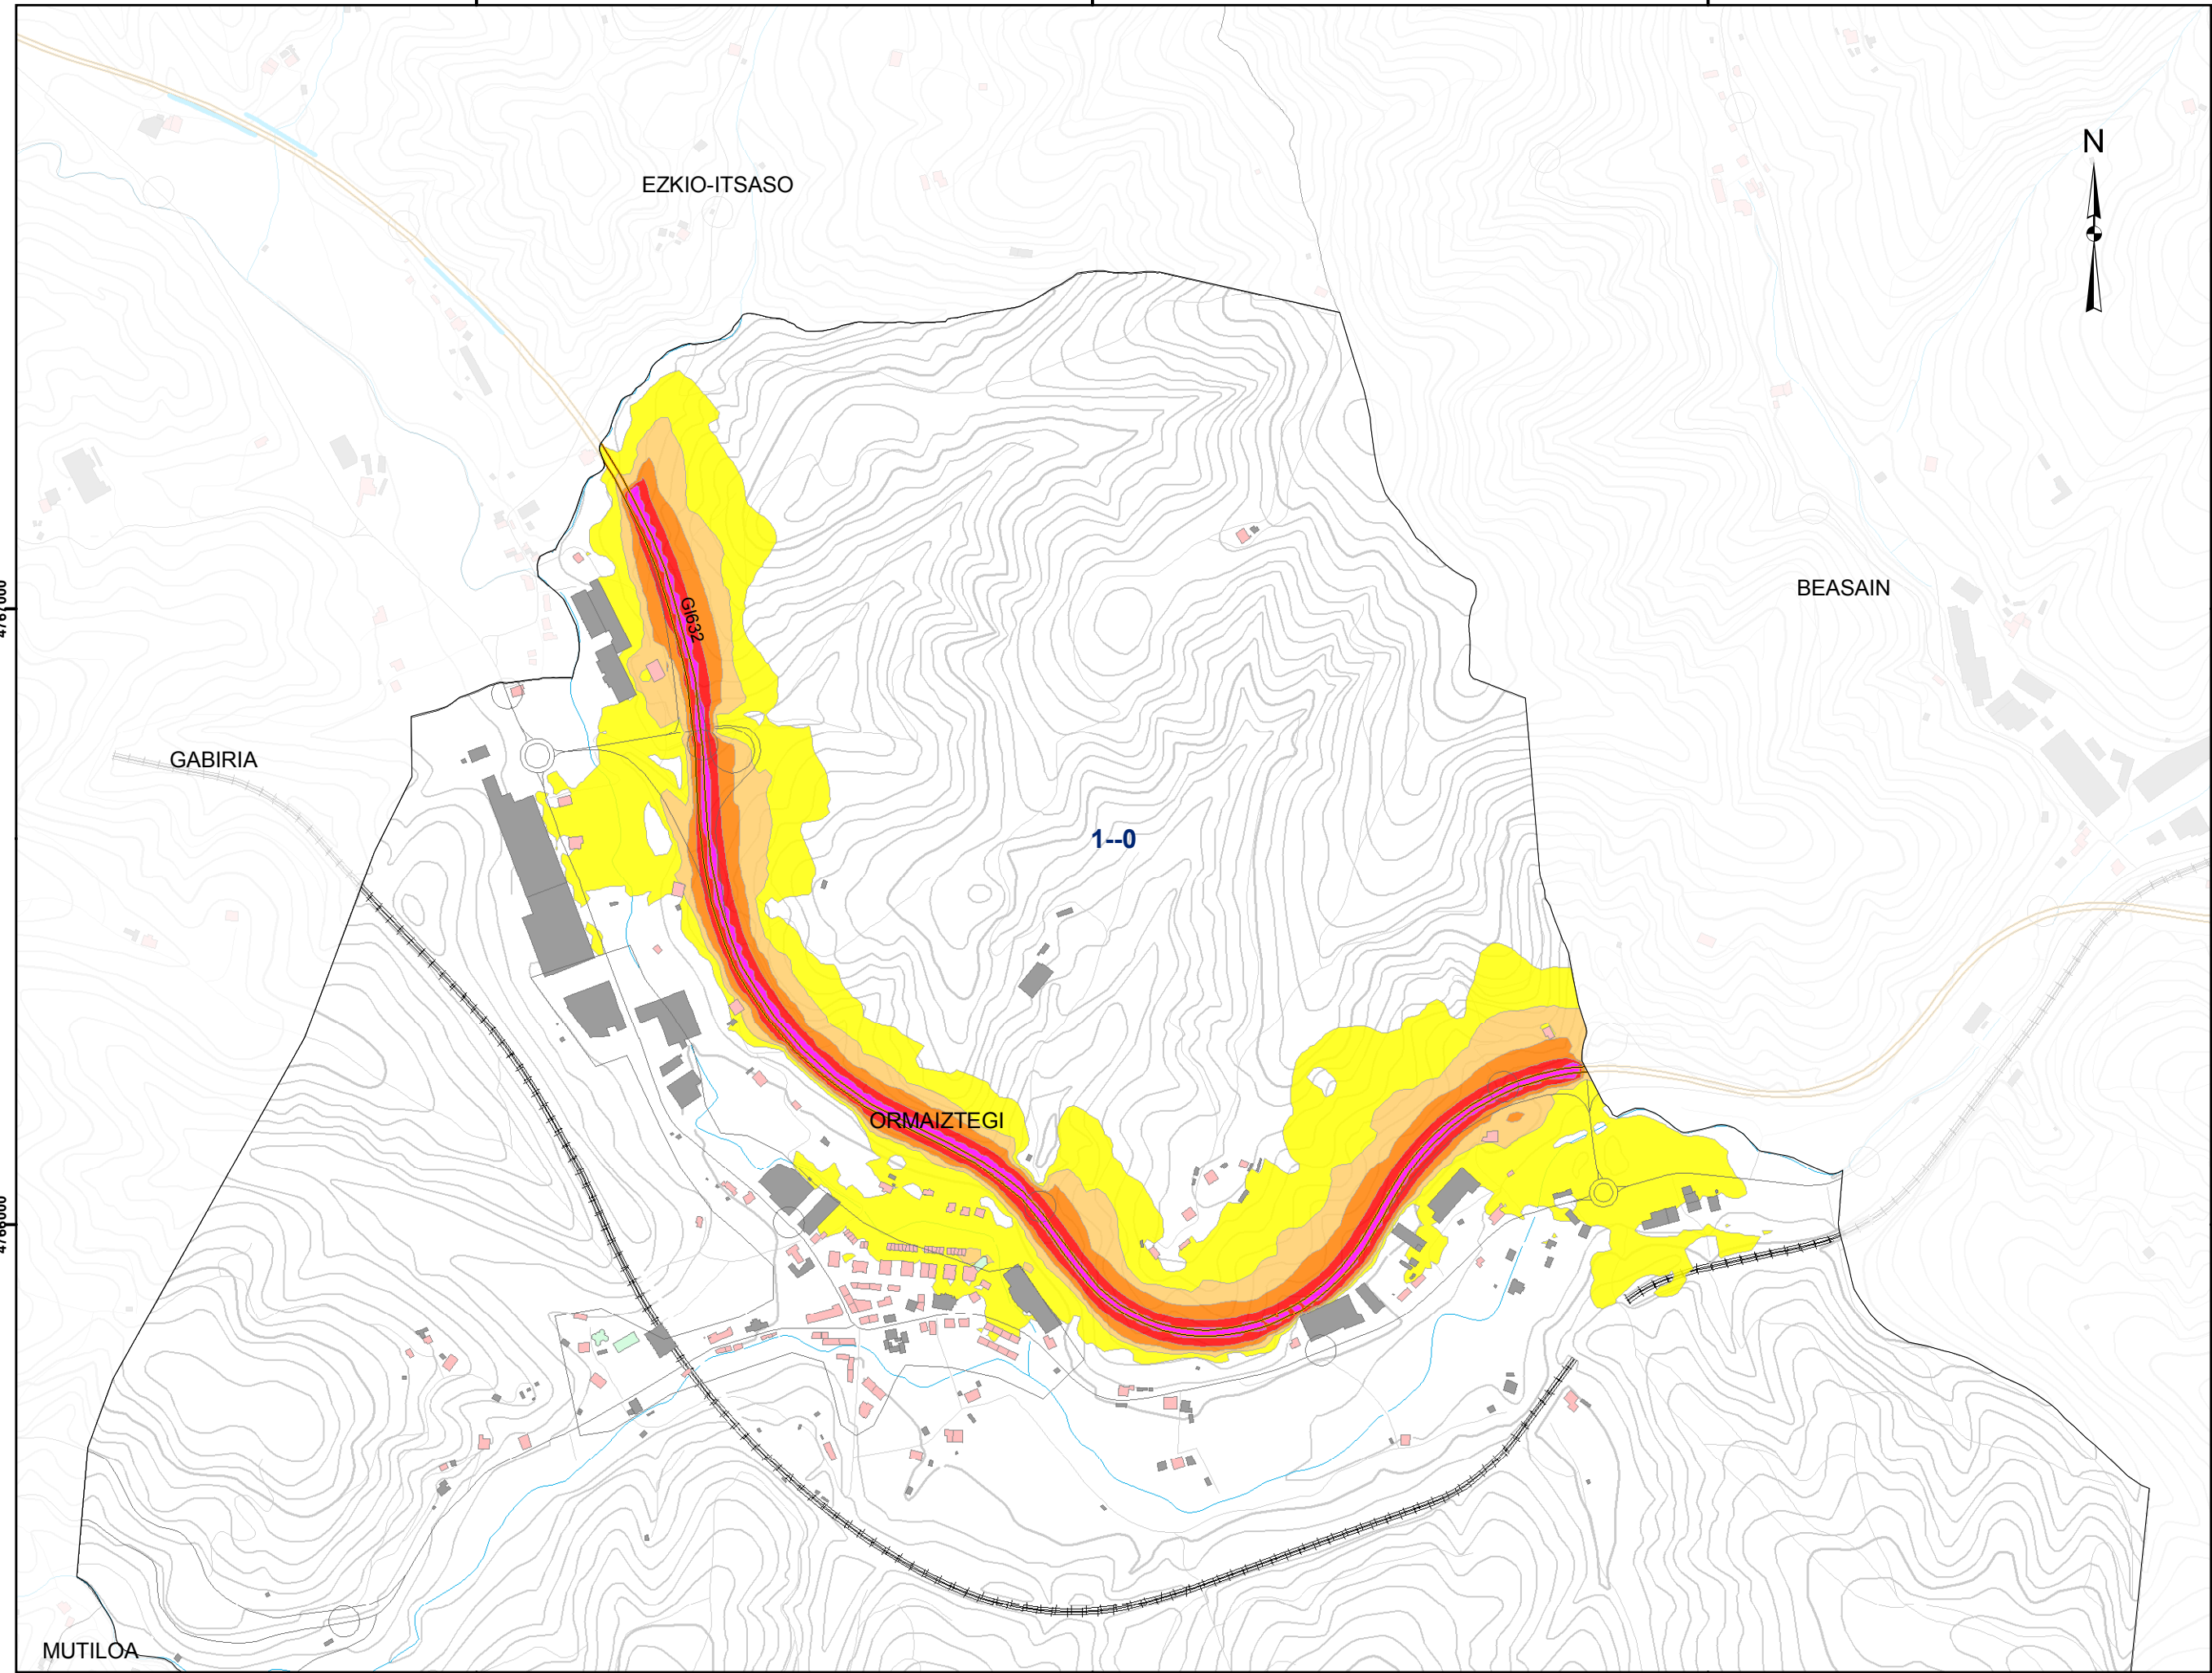 N
EZKIO-ITSASO
BEASAIN
GI632
GABIRIA
1--0
ORMAIZTEGI
MUTILOA